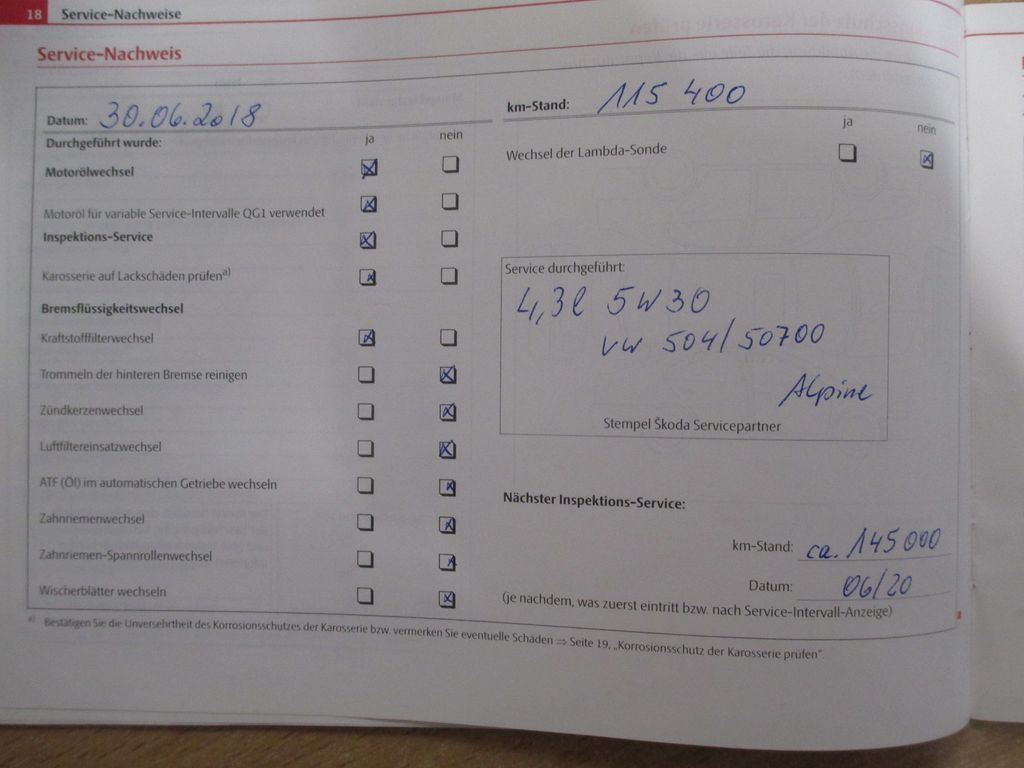 18 Service-Nachweise
Service-Nachweis
Datum: 30.06.2018
km-Stand: 115 400
Durchgeführt wurde: ja nein
ja nein
Motorölwechsel
Wechsel der Lambda-Sonde
Motoröl für variable Service-Intervalle QG1 verwendet
Inspektions-Service
Karosserie auf Lackschäden prüfen a)
Bremsflüssigkeitswechsel
Kraftstofffilterwechsel
Trommeln der hinteren Bremse reinigen
Zündkerzenwechsel
Luftfiltereinsatzwechsel
ATF (Öl) im automatischen Getriebe wechseln
Zahnriemenwechsel
Zahnriemen-Spannrollenwechsel
Wischerblätter wechseln
Service durchgeführt:
4,3l 5W30
VW 504/50700
Alpine
Stempel Škoda Servicepartner
Nächster Inspektions-Service:
km-Stand: ca. 145 000
Datum: 06/20
(je nachdem, was zuerst eintritt bzw. nach Service-Intervall-Anzeige)
a) Bestätigen Sie die Unversehrtheit des Korrosionsschutzes der Karosserie bzw. vermerken Sie eventuelle Schäden ⇒ Seite 19, „Korrosionsschutz der Karosserie prüfen“.